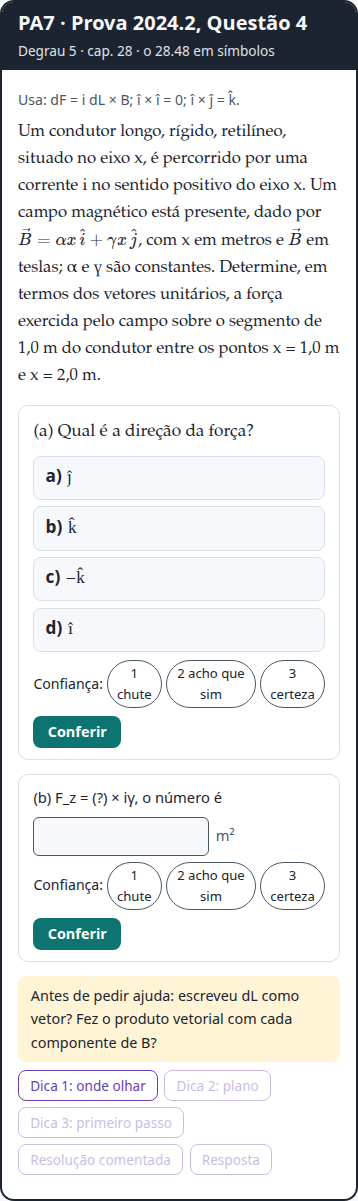 PA7 · Prova 2024.2, Questão 4
Degrau 5 · cap. 28 · o 28.48 em símbolos
Usa: dF = i dL × B; î × î = 0; î × ĵ = k̂.
Um condutor longo, rígido, retilíneo,
situado no eixo x, é percorrido por uma
corrente i no sentido positivo do eixo x. Um
campo magnético está presente, dado por
B⃗ = αx î + γx ĵ, com x em metros e B⃗ em
teslas; α e γ são constantes. Determine, em
termos dos vetores unitários, a força
exercida pelo campo sobre o segmento de
1,0 m do condutor entre os pontos x = 1,0 m
e x = 2,0 m.
(a) Qual é a direção da força?
a) ĵ
b) k̂
c) −k̂
d) î
Confiança:
1
chute
2 acho que
sim
3
certeza
Conferir
(b) F_z = (?) × iγ, o número é
m²
Confiança:
1
chute
2 acho que
sim
3
certeza
Conferir
Antes de pedir ajuda: escreveu dL como
vetor? Fez o produto vetorial com cada
componente de B?
Dica 1: onde olhar
Dica 2: plano
Dica 3: primeiro passo
Resolução comentada
Resposta